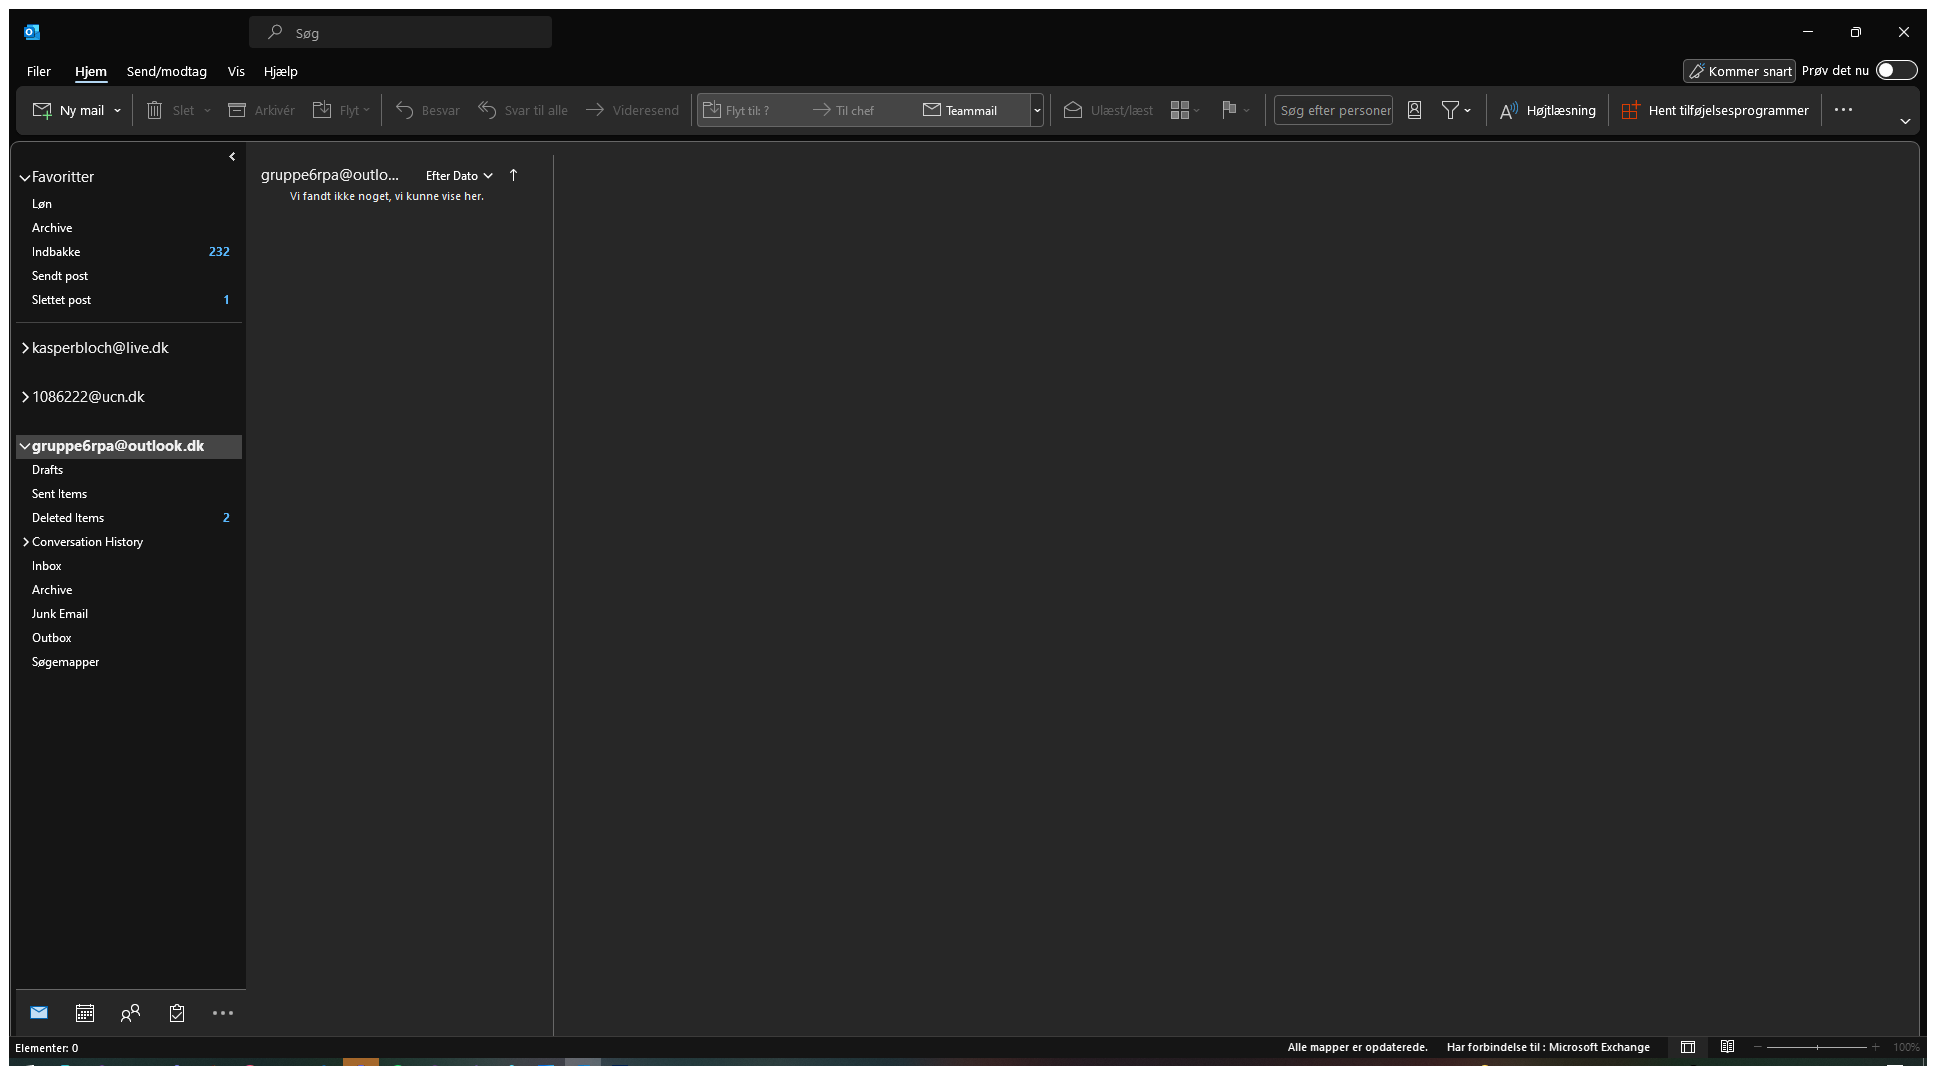 Søg
Filer Hjem Send/modtag Vis Hjælp Kommer snart Prøv det nu
Ny mail Slet Arkivér Flyt Besvar Svar til alle Videresend Flyt til: ? Til chef Teammail Ulæst/læst Søg efter personer Højtlæsning Hent tilføjelsesprogrammer
Favoritter
Løn
Archive
Indbakke 232
Sendt post
Slettet post 1
kasperbloch@live.dk
1086222@ucn.dk
gruppe6rpa@outlook.dk
Drafts
Sent Items
Deleted Items 2
Conversation History
Inbox
Archive
Junk Email
Outbox
Søgemapper
gruppe6rpa@outlo... Efter Dato
Vi fandt ikke noget, vi kunne vise her.
Elementer: 0 Alle mapper er opdaterede. Har forbindelse til : Microsoft Exchange 100%